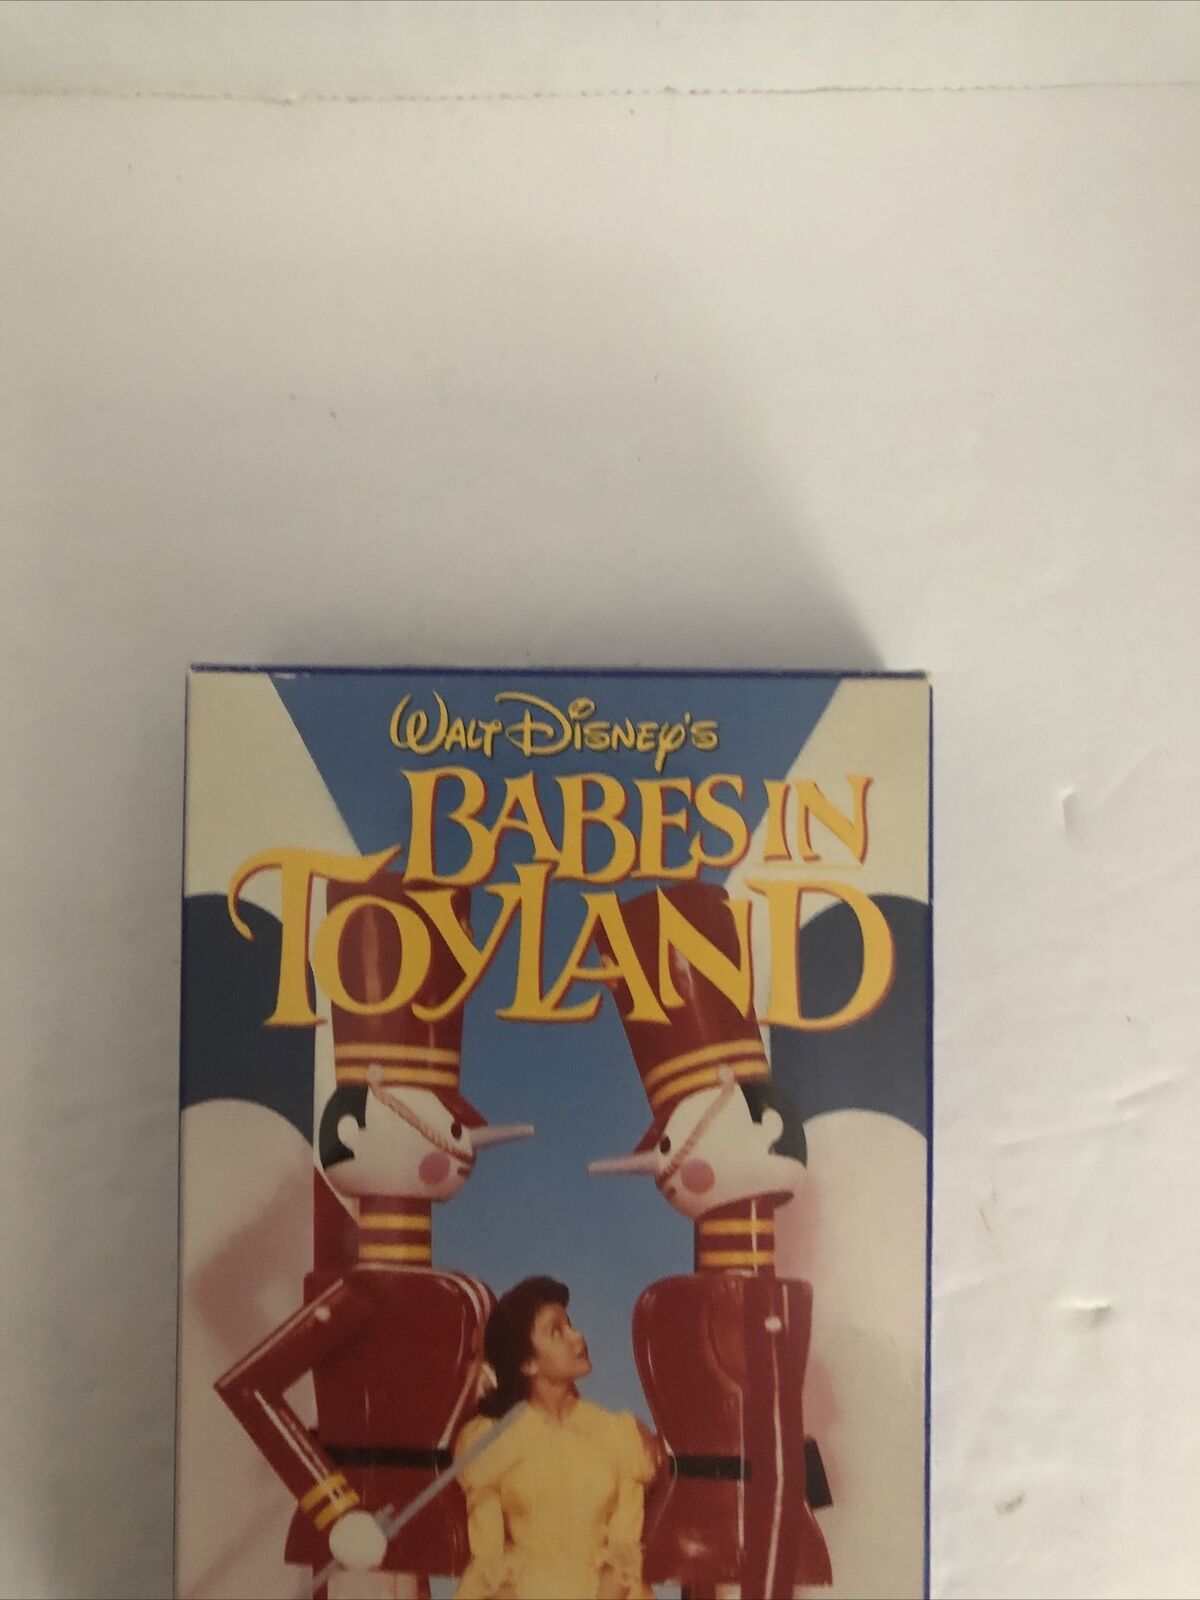 WALT DISNEY'S
BABES IN
TOYLAND